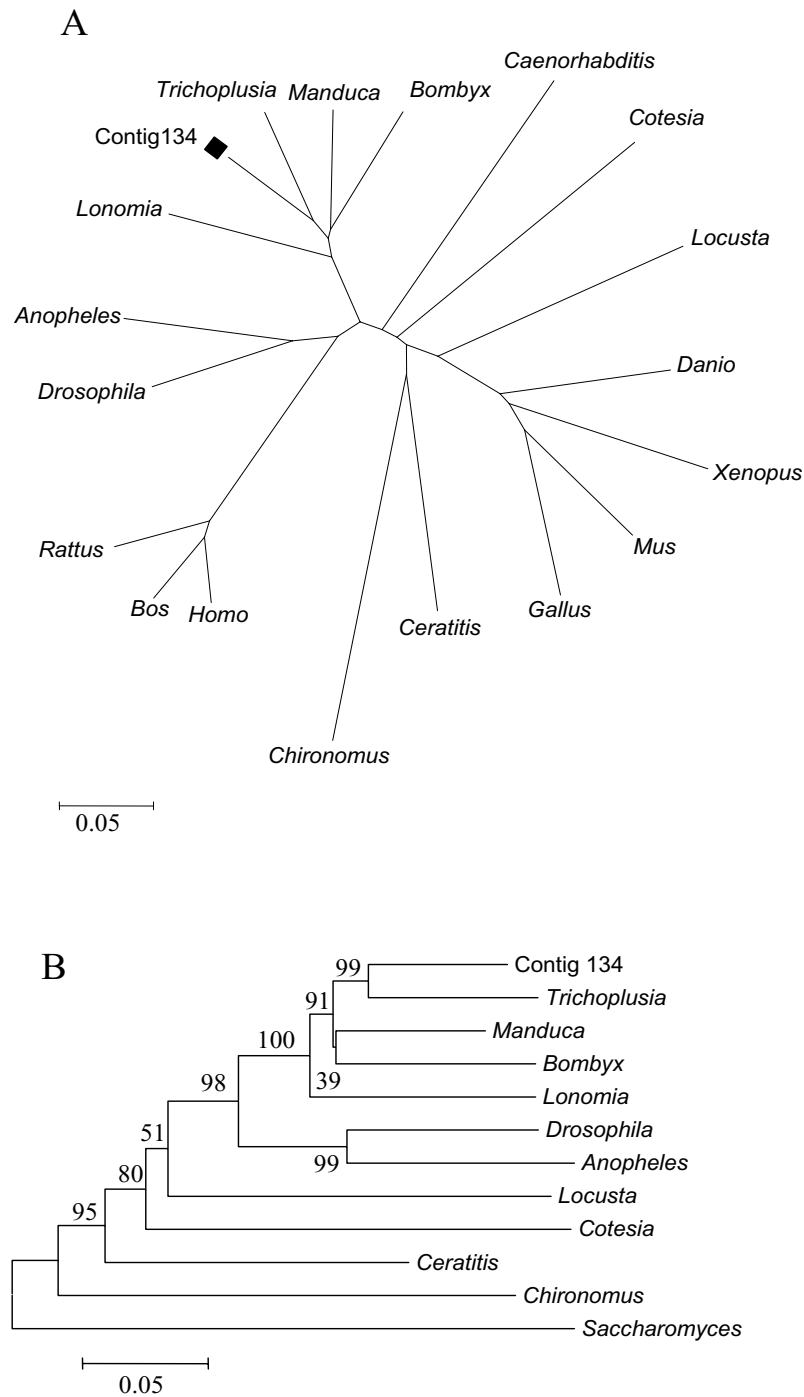 A
Caenorhabditis
Trichoplusia
Manduca
Bombyx
Cotesia
Contig134
Lonomia
Locusta
Anopheles
Danio
Drosophila
Xenopus
Rattus
Mus
Bos
Homo
Gallus
Ceratitis
Chironomus
0.05
B
99
Contig 134
Trichoplusia
91
Manduca
100
Bombyx
39
98
Lonomia
Drosophila
51
99
Anopheles
80
Locusta
95
Cotesia
Ceratitis
Chironomus
Saccharomyces
0.05